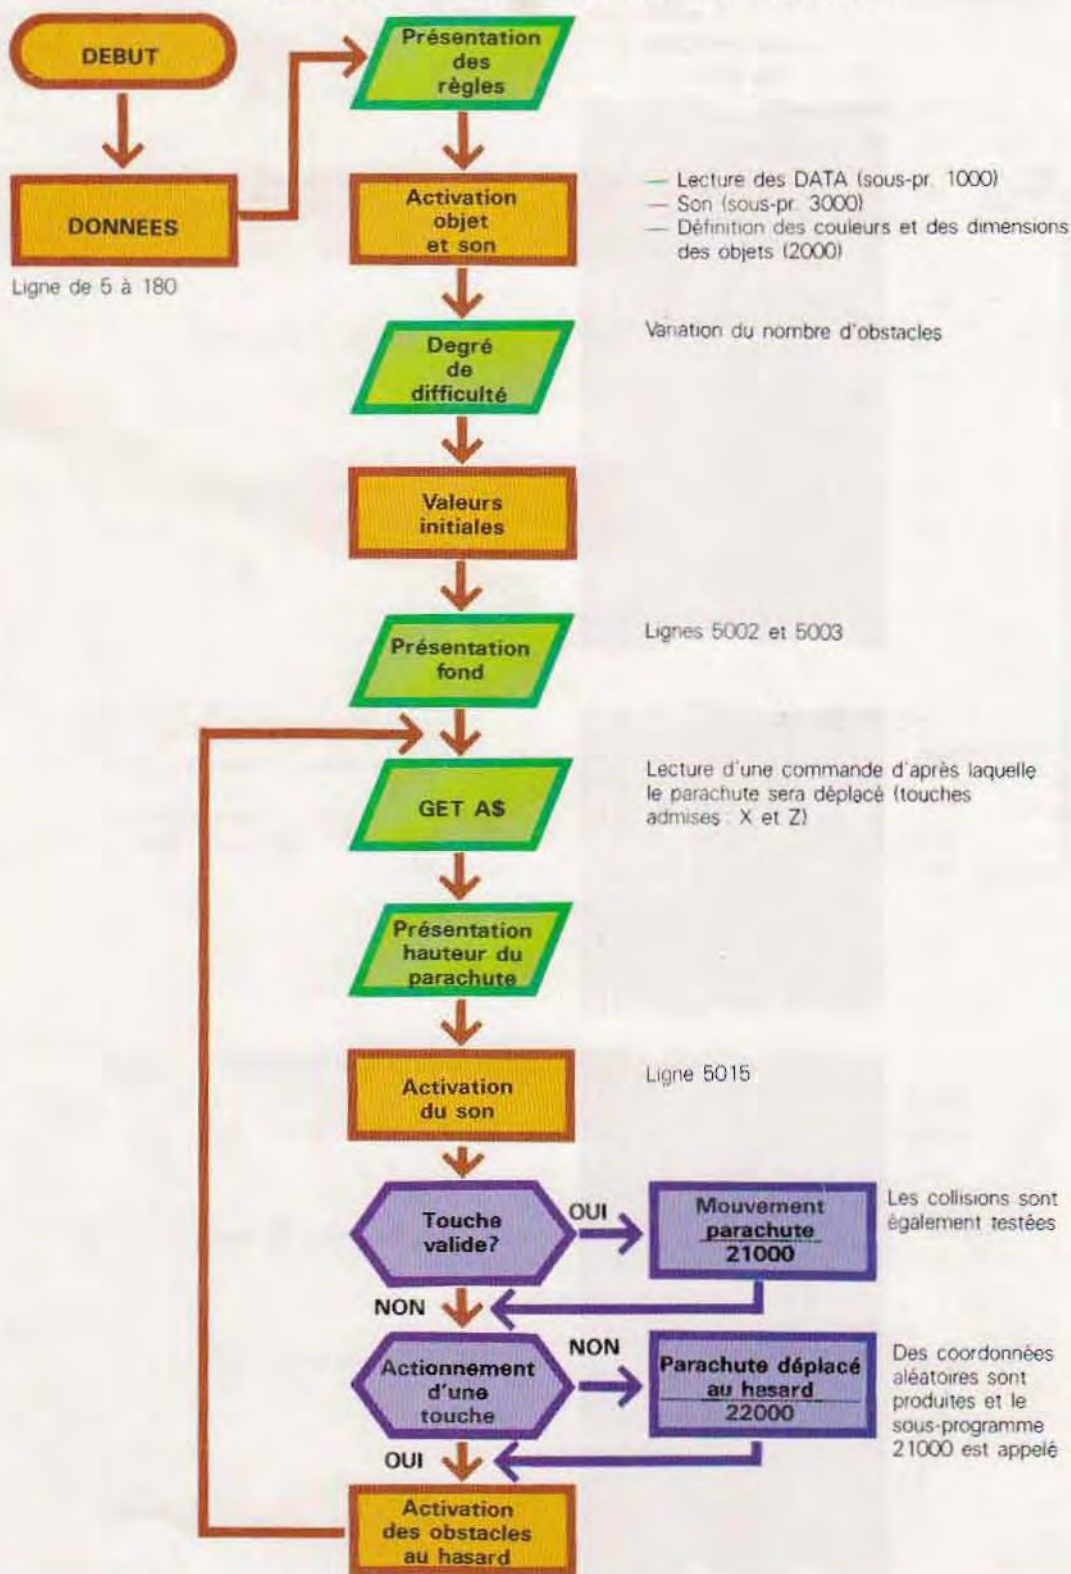 DEBUT
DONNEES
Ligne de 5 à 180
Présentation
des
règles
Activation
objet
et son
— Lecture des DATA (sous-pr. 1000)
— Son (sous-pr. 3000)
— Définition des couleurs et des dimensions
des objets (2000)
Degré
de
difficulté
Variation du nombre d'obstacles
Valeurs
initiales
Présentation
fond
Lignes 5002 et 5003
GET A$
Lecture d'une commande d'après laquelle
le parachute sera déplacé (touches
admises : X et Z)
Présentation
hauteur du
parachute
Activation
du son
Ligne 5015
Touche
valide?
OUI
Mouvement
parachute
21000
Les collisions sont
également testées
NON
Actionnement
d'une
touche
NON
Parachute déplacé
au hasard
22000
Des coordonnées
aléatoires sont
produites et le
sous-programme
21000 est appelé
OUI
Activation
des obstacles
au hasard